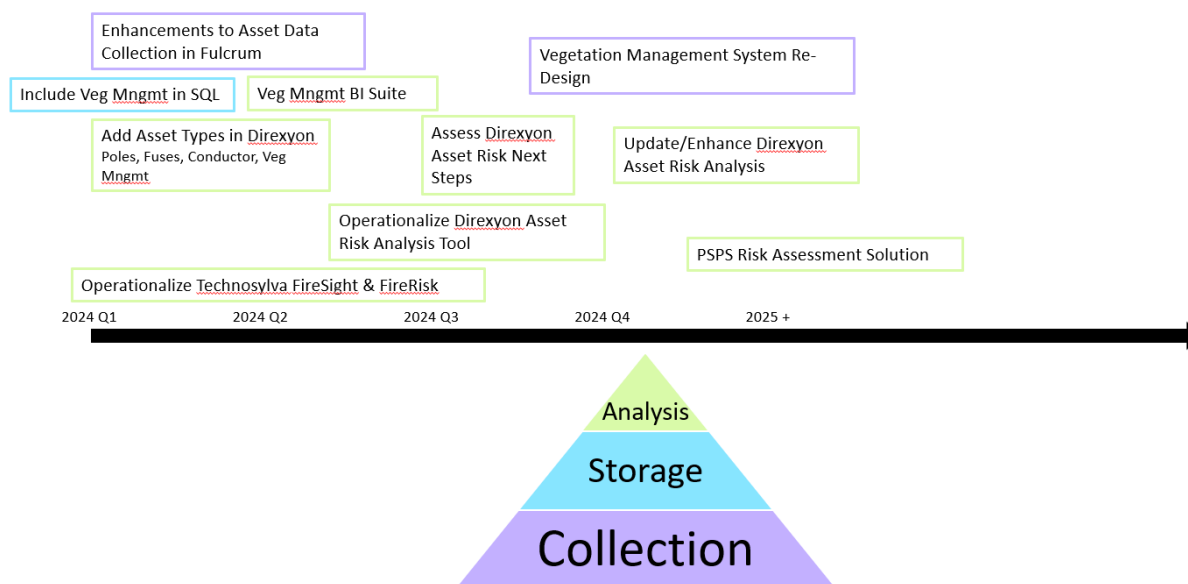 Enhancements to Asset Data
Collection in Fulcrum
Vegetation Management System Re-
Design
Include Veg Mngmt in SQL
Veg Mngmt BI Suite
Add Asset Types in Direxyon
Poles, Fuses, Conductor, Veg
Mngmt
Assess Direxyon
Asset Risk Next
Steps
Update/Enhance Direxyon
Asset Risk Analysis
Operationalize Direxyon Asset
Risk Analysis Tool
PSPS Risk Assessment Solution
Operationalize Technosylva FireSight & FireRisk
2024 Q1
2024 Q2
2024 Q3
2024 Q4
2025 +
Analysis
Storage
Collection